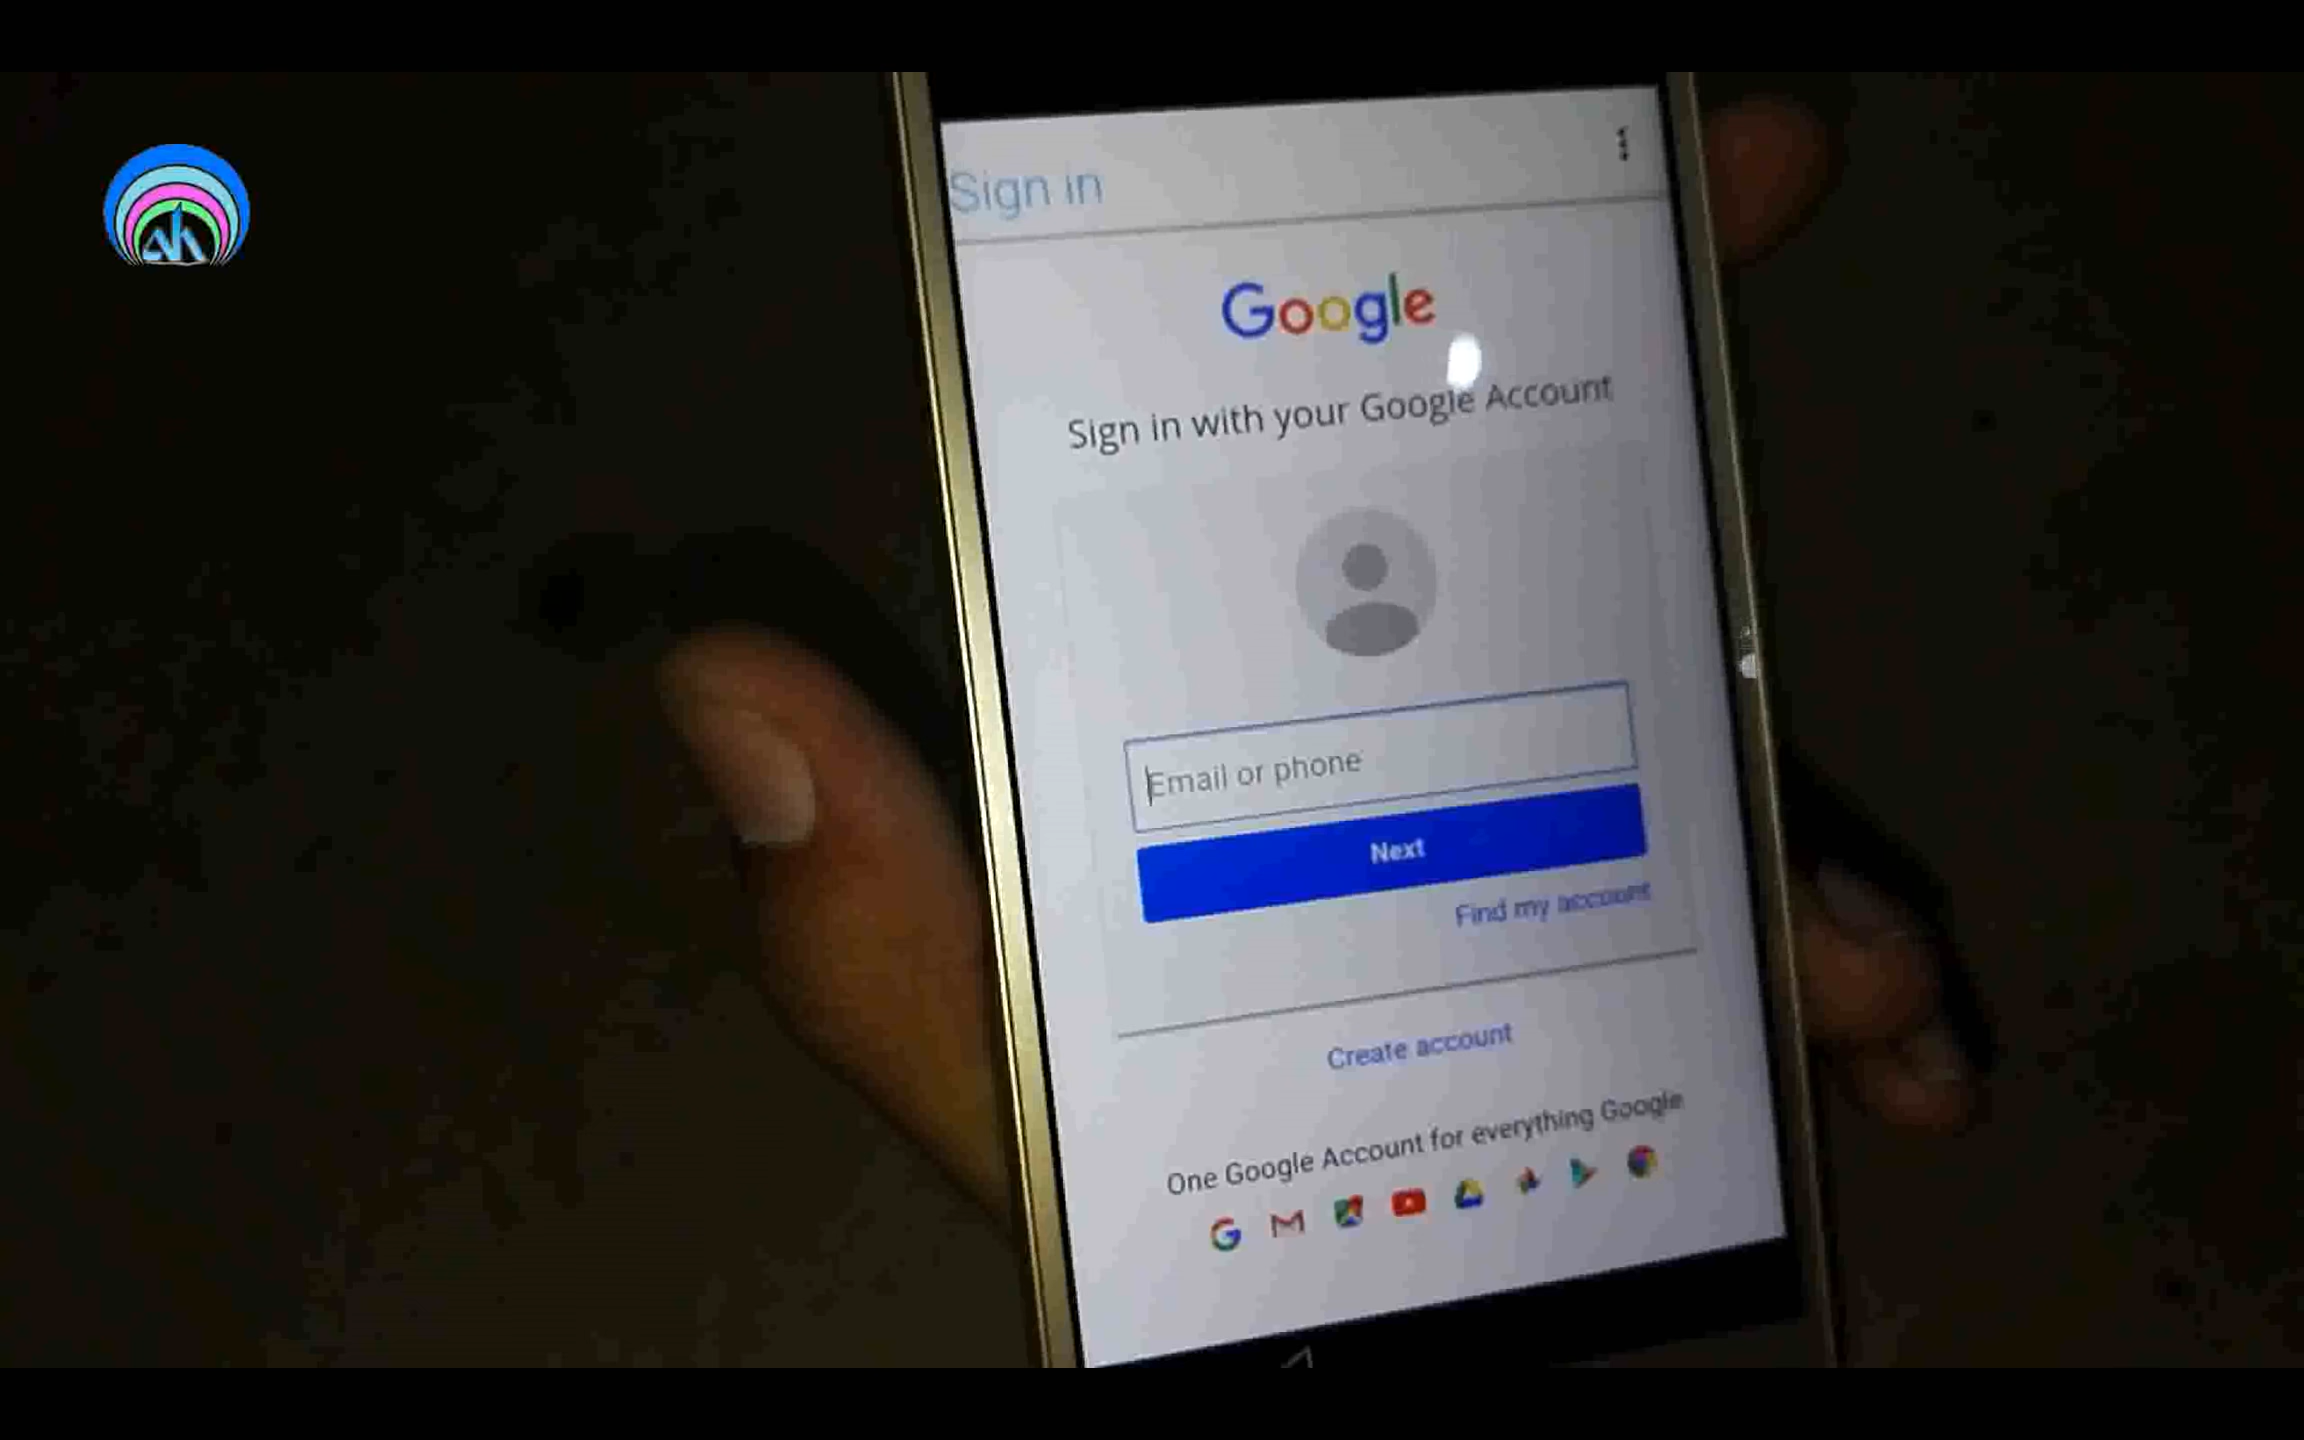 Sign in
Google
Sign in with your Google Account
Email or phone
Next
Find my account
Create account
One Google Account for everything Google